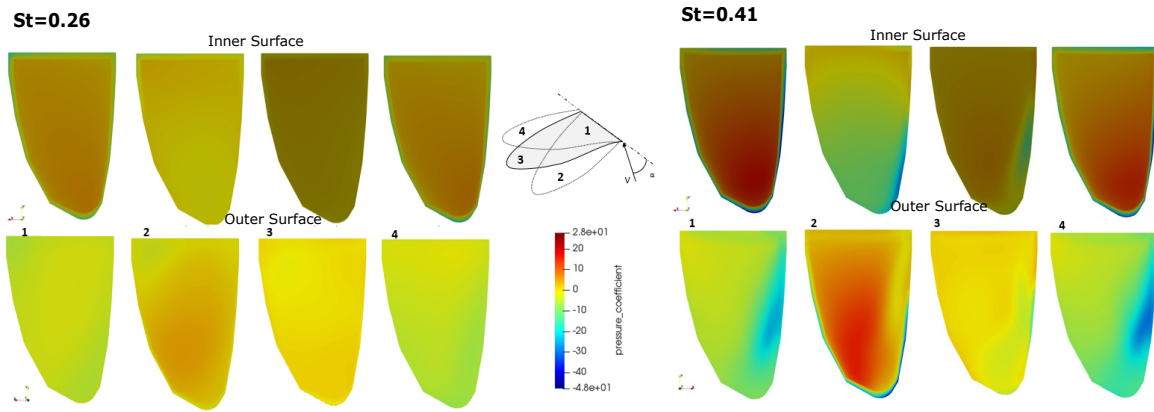 St=0.26
Inner Surface
Outer Surface
1 2 3 4
4 1
3
2
V α
2.8e+01
20
10
0
-10
-20
-30
-40
-4.8e+01
pressure_coefficient
St=0.41
Inner Surface
Outer Surface
1 2 3 4